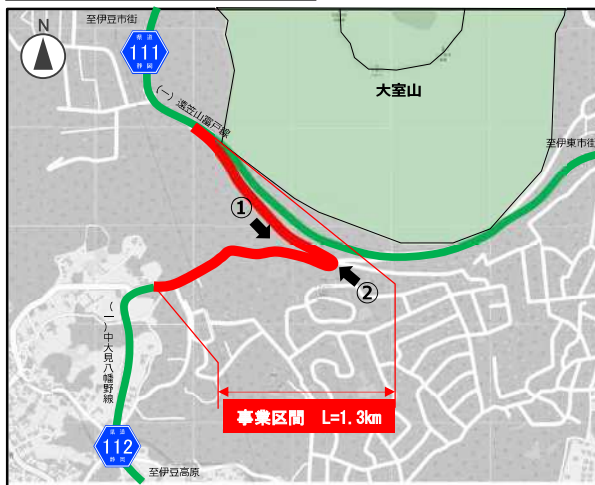 至伊豆市街
N
県道
111
静岡
(一)遠笠山富戸線
大室山
至伊東市街
①
②
(一)中大見八幡野線
事業区間 L=1.3km
県道
112
静岡
至伊豆高原